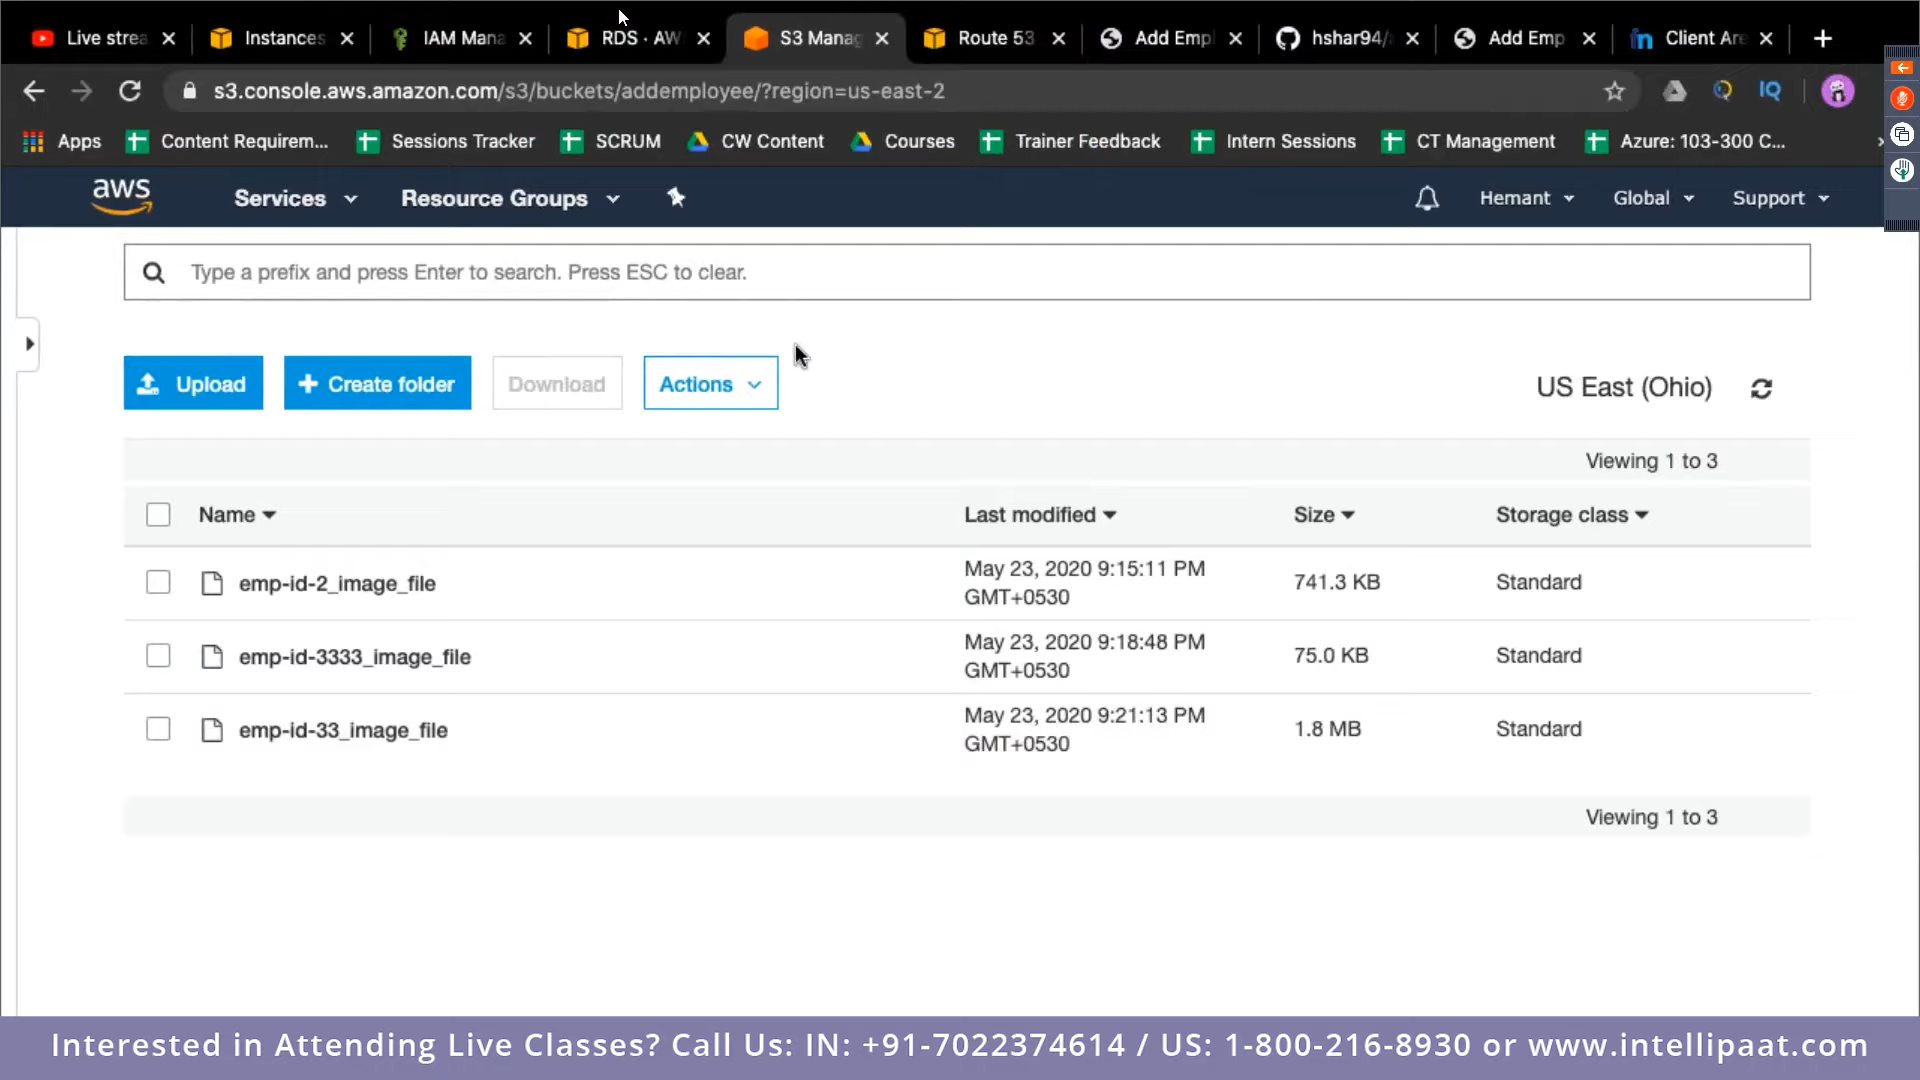 Live strea
Instances
IAM Mana
RDS · AW
S3 Manag
Route 53
Add Empl
hshar94/
Add Emp
in Client Are
s3.console.aws.amazon.com/s3/buckets/addemployee/?region=us-east-2
IQ
Apps
Content Requirem...
Sessions Tracker
SCRUM
CW Content
Courses
Trainer Feedback
Intern Sessions
CT Management
Azure: 103-300 C...
aws
Services
Resource Groups
Hemant
Global
Support
Type a prefix and press Enter to search. Press ESC to clear.
Upload
Create folder
Download
Actions
US East (Ohio)
Viewing 1 to 3
Name
Last modified
Size
Storage class
emp-id-2_image_file
May 23, 2020 9:15:11 PM
GMT+0530
741.3 KB
Standard
emp-id-3333_image_file
May 23, 2020 9:18:48 PM
GMT+0530
75.0 KB
Standard
emp-id-33_image_file
May 23, 2020 9:21:13 PM
GMT+0530
1.8 MB
Standard
Viewing 1 to 3
Interested in Attending Live Classes? Call Us: IN: +91-7022374614 / US: 1-800-216-8930 or www.intellipaat.com